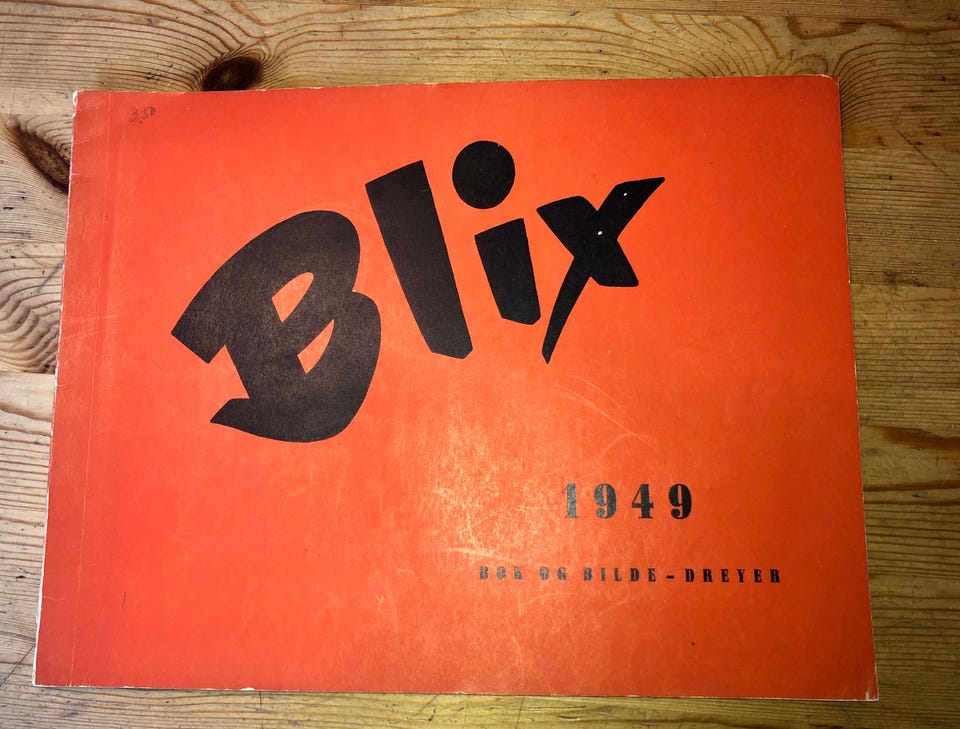 3,50
Blix
1949
BOK OG BILDE – DREYER